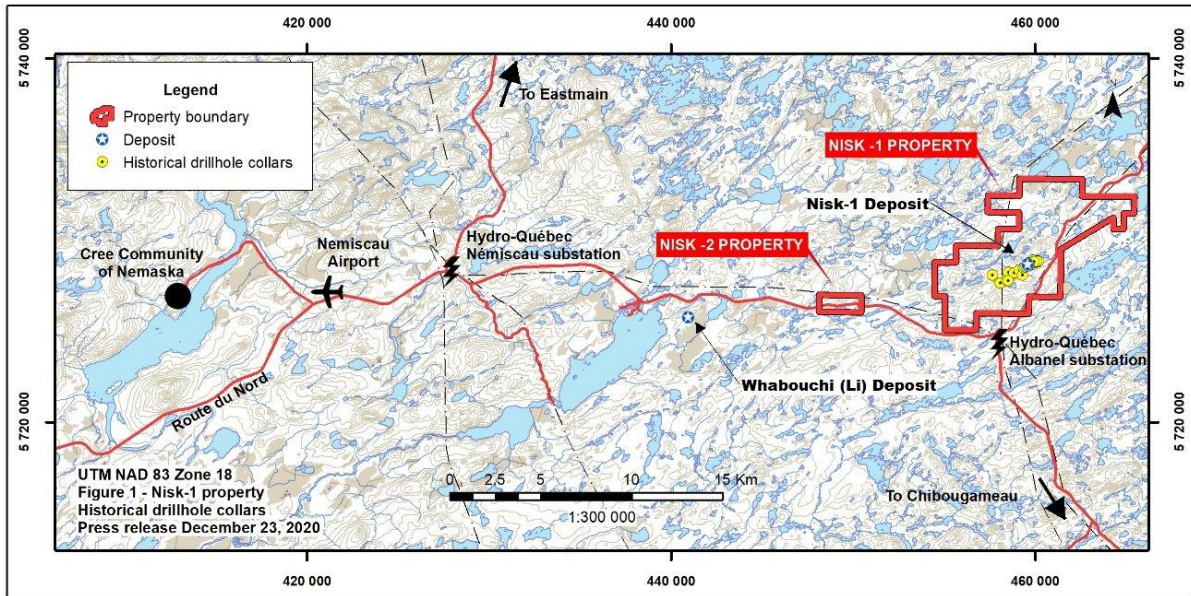 420 000
440 000
460 000
5 740 000
5 740 000
Legend
Property boundary
Deposit
Historical drillhole collars
To Eastmain
NISK -1 PROPERTY
Nisk-1 Deposit
NISK -2 PROPERTY
Cree Community
of Nemaska
Nemiscau
Airport
Hydro-Québec
Némiscau substation
Hydro-Québec
Albanel substation
Whabouchi (Li) Deposit
Route du Nord
5 720 000
5 720 000
UTM NAD 83 Zone 18
Figure 1 - Nisk-1 property
Historical drillhole collars
Press release December 23, 2020
0 2.5 5 10 15 Km
1:300 000
To Chibougameau
420 000
440 000
460 000